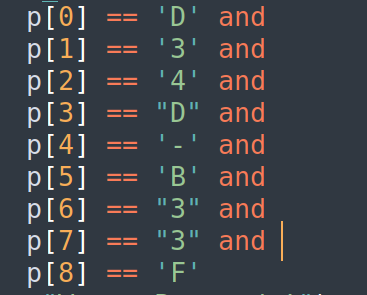 p[0] == 'D' and
p[1] == '3' and
p[2] == '4' and
p[3] == "D" and
p[4] == '-' and
p[5] == 'B' and
p[6] == "3" and
p[7] == "3" and
p[8] == 'F'